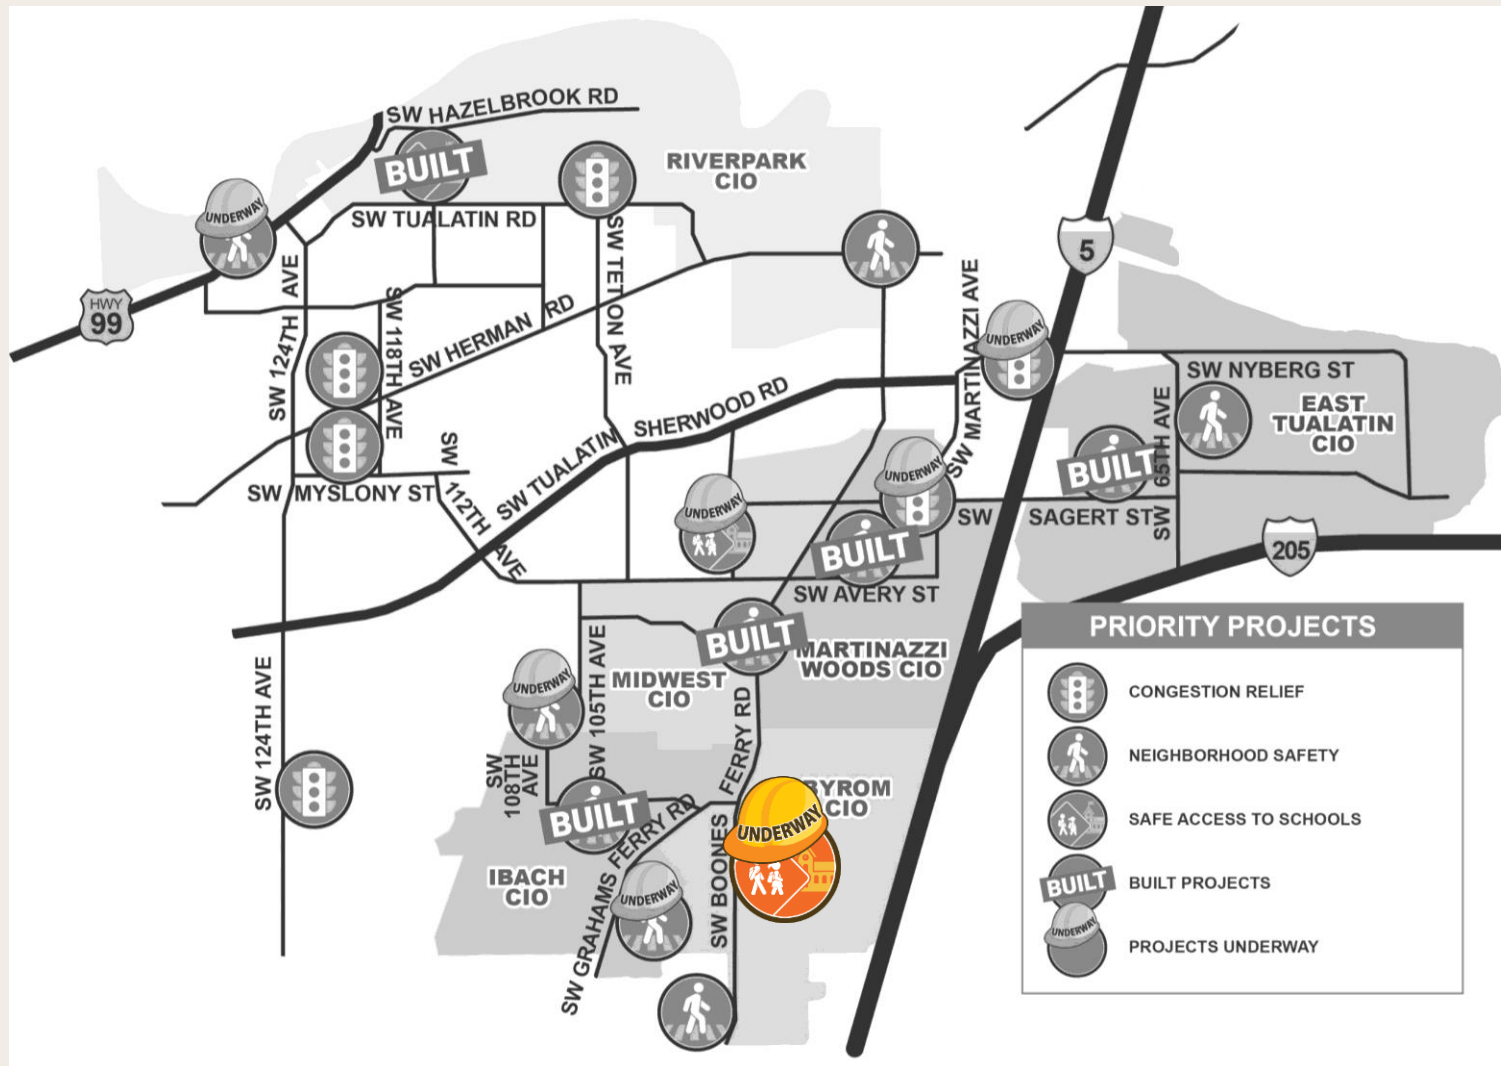 SW HAZELBROOK RD
BUILT
RIVERPARK
CIO
UNDERWAY
SW TUALATIN RD
SW TETON AVE
5
HWY
99
SW 124TH AVE
SW 118TH AVE
SW HERMAN RD
SW MARTINAZZI AVE
UNDERWAY
SW NYBERG ST
EAST
TUALATIN
CIO
SW TUALATIN SHERWOOD RD
SW 65TH AVE
BUILT
SW MYSLONY ST
SW 112TH AVE
UNDERWAY
UNDERWAY
SW SAGERT ST
BUILT
205
SW AVERY ST
BUILT
MARTINAZZI
WOODS CIO
MIDWEST
CIO
SW 105TH AVE
UNDERWAY
SW
108TH
AVE
SW 124TH AVE
BUILT
SW BOONES FERRY RD
BYROM
CIO
UNDERWAY
IBACH
CIO
SW GRAHAMS FERRY RD
UNDERWAY
PRIORITY PROJECTS
CONGESTION RELIEF
NEIGHBORHOOD SAFETY
SAFE ACCESS TO SCHOOLS
BUILT
BUILT PROJECTS
UNDERWAY
PROJECTS UNDERWAY